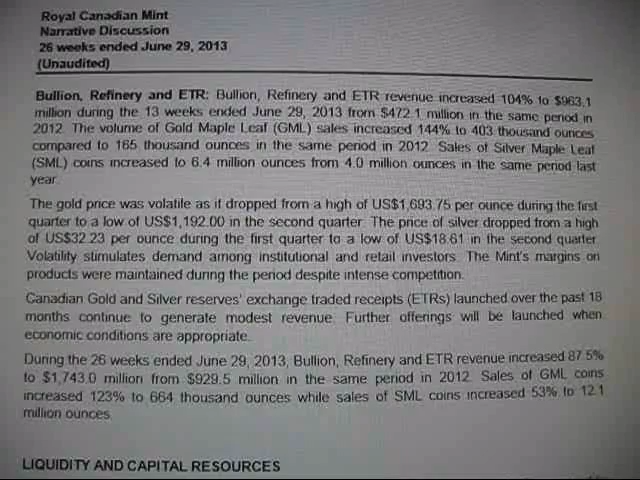 Royal Canadian Mint
Narrative Discussion
26 weeks ended June 29, 2013
(Unaudited)
Bullion, Refinery and ETR: Bullion, Refinery and ETR revenue increased 104% to $963.1
million during the 13 weeks ended June 29, 2013 from $472.1 million in the same period in
2012. The volume of Gold Maple Leaf (GML) sales increased 144% to 403 thousand ounces
compared to 165 thousand ounces in the same period in 2012. Sales of Silver Maple Leaf
(SML) coins increased to 6.4 million ounces from 4.0 million ounces in the same period last
year.
The gold price was volatile as it dropped from a high of US$1,693.75 per ounce during the first
quarter to a low of US$1,192.00 in the second quarter. The price of silver dropped from a high
of US$32.23 per ounce during the first quarter to a low of US$18.61 in the second quarter.
Volatility stimulates demand among institutional and retail investors. The Mint's margins on
products were maintained during the period despite intense competition.
Canadian Gold and Silver reserves' exchange traded receipts (ETRs) launched over the past 18
months continue to generate modest revenue. Further offerings will be launched when
economic conditions are appropriate.
During the 26 weeks ended June 29, 2013, Bullion, Refinery and ETR revenue increased 87.5%
to $1,743.0 million from $929.5 million in the same period in 2012. Sales of GML coins
increased 123% to 664 thousand ounces while sales of SML coins increased 53% to 12.1
million ounces.
LIQUIDITY AND CAPITAL RESOURCES